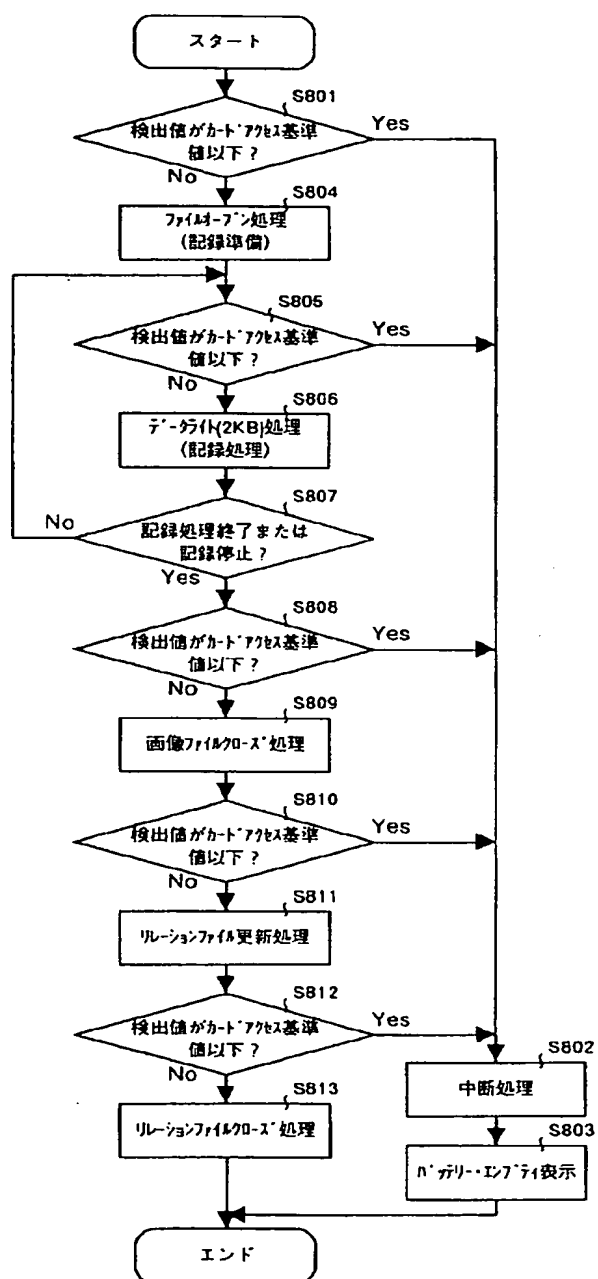 スタート
S801
検出値がｶｰﾄﾞｱｸｾｽ基準
値以下?
Yes
No
S804
ﾌｧｲﾙｵｰﾌﾟﾝ処理
(記録準備)
S805
検出値がｶｰﾄﾞｱｸｾｽ基準
値以下?
Yes
No
S806
ﾃﾞｰﾀﾗｲﾄ(2KB)処理
(記録処理)
S807
記録処理終了または
記録停止?
No
Yes
S808
検出値がｶｰﾄﾞｱｸｾｽ基準
値以下?
Yes
No
S809
画像ﾌｧｲﾙｸﾛｰｽﾞ処理
S810
検出値がｶｰﾄﾞｱｸｾｽ基準
値以下?
Yes
No
S811
ﾘﾚｰｼｮﾝﾌｧｲﾙ更新処理
S812
検出値がｶｰﾄﾞｱｸｾｽ基準
値以下?
Yes
No
S813
ﾘﾚｰｼｮﾝﾌｧｲﾙｸﾛｰｽﾞ処理
S802
中断処理
S803
ﾊﾞｯﾃﾘｰ・ｴﾝﾌﾟﾃｨ表示
エンド